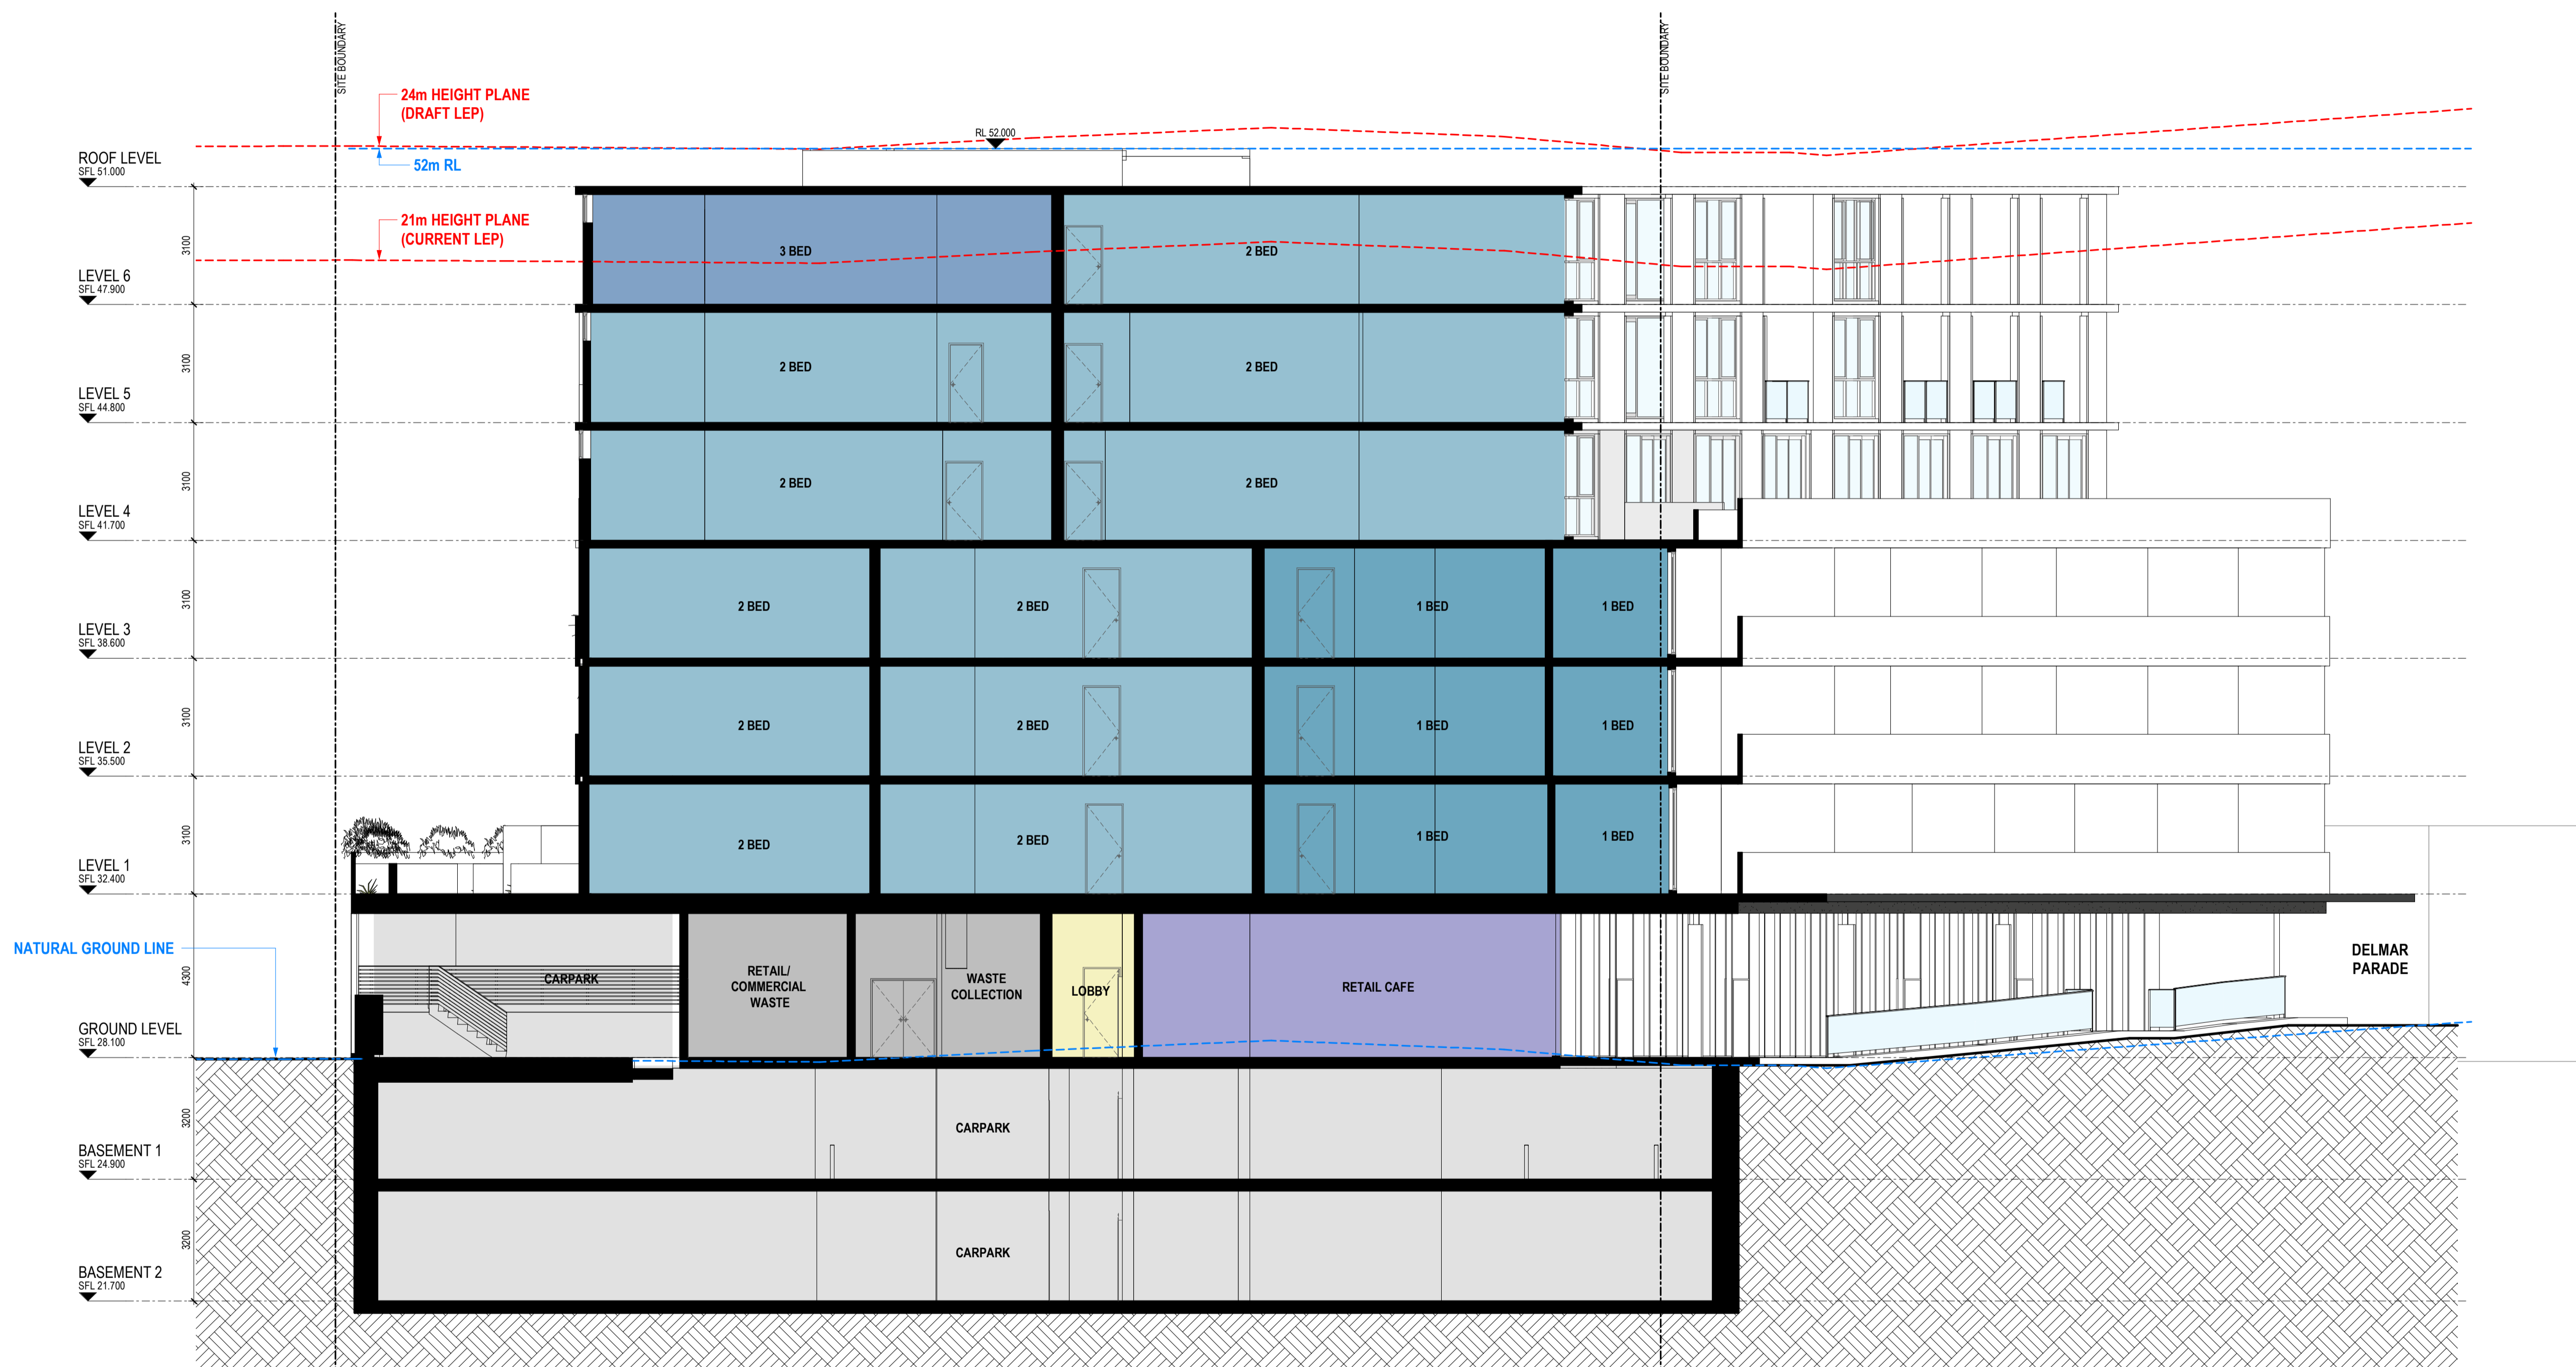 SITE BOUNDARY
SITE BOUNDARY
24m HEIGHT PLANE
(DRAFT LEP)
RL 52.000
52m RL
ROOF LEVEL
SFL 51.000
21m HEIGHT PLANE
(CURRENT LEP)
3100
3 BED
2 BED
LEVEL 6
SFL 47.900
3100
2 BED
2 BED
LEVEL 5
SFL 44.800
3100
2 BED
2 BED
LEVEL 4
SFL 41.700
3100
2 BED
2 BED
1 BED
1 BED
LEVEL 3
SFL 38.600
3100
2 BED
2 BED
1 BED
1 BED
LEVEL 2
SFL 35.500
3100
2 BED
2 BED
1 BED
1 BED
LEVEL 1
SFL 32.400
NATURAL GROUND LINE
4300
CARPARK
RETAIL/
COMMERCIAL
WASTE
WASTE
COLLECTION
LOBBY
RETAIL CAFE
DELMAR
PARADE
GROUND LEVEL
SFL 28.100
3200
CARPARK
BASEMENT 1
SFL 24.900
3200
CARPARK
BASEMENT 2
SFL 21.700